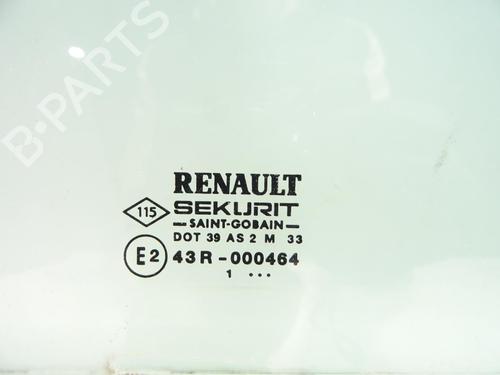 B-PARTS
RENAULT
115 SEKURIT
SAINT-GOBAIN
DOT 39 AS 2 M 33
E2 43R-000464
1 ...